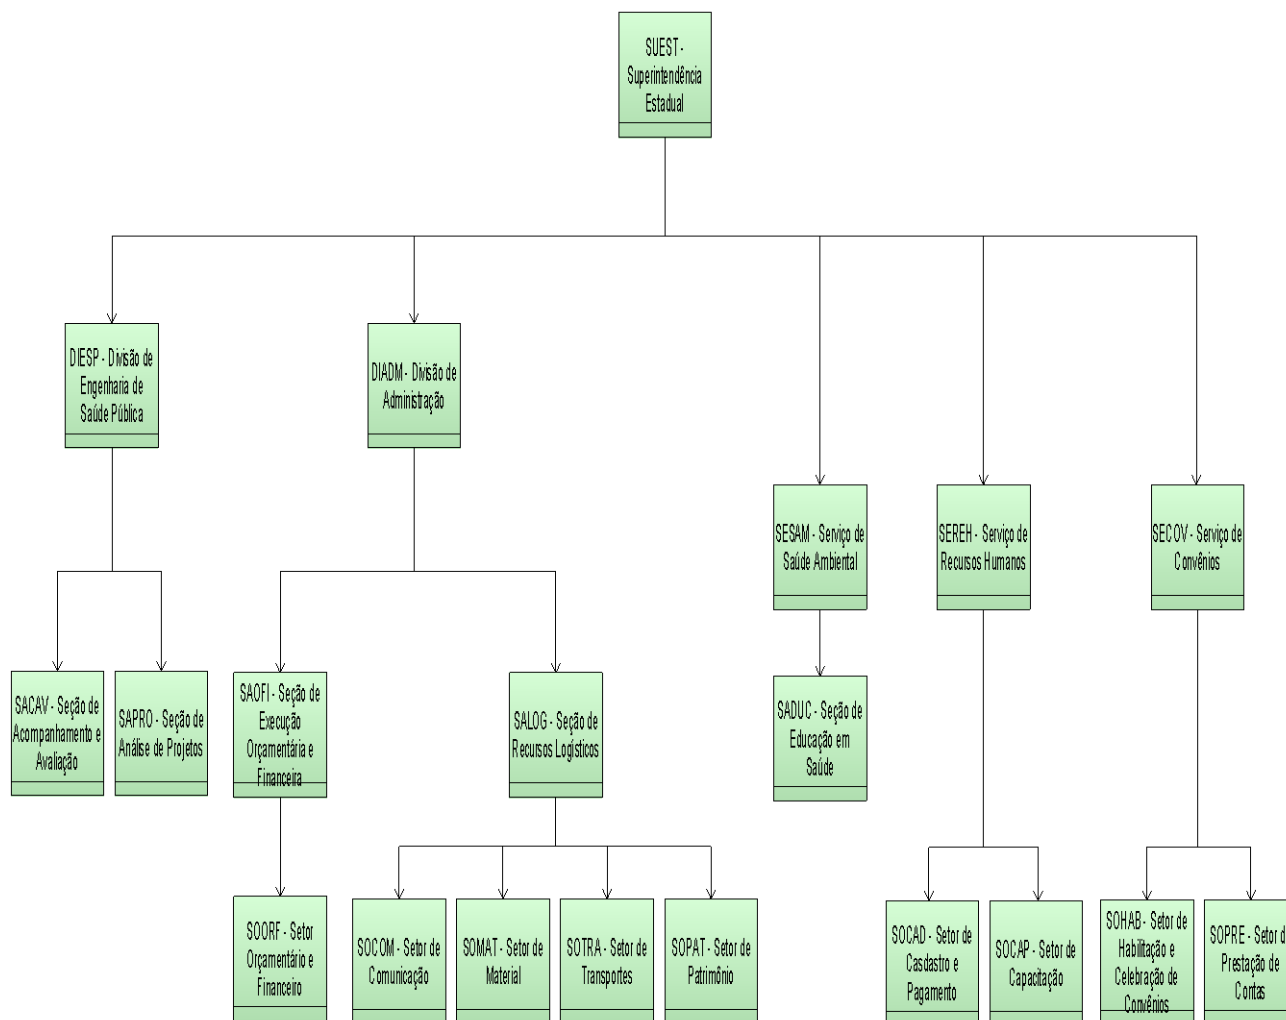 SUEST -
Superintendência
Estadual
DIESP - Divisão de
Engenharia de
Saúde Pública
DIADM - Divisão de
Administração
SESAM - Serviço de
Saúde Ambiental
SEREH - Serviço de
Recursos Humanos
SECOV - Serviço de
Convênios
SACAV - Seção de
Acompanhamento e
Avaliação
SAPRO - Seção de
Análise de Projetos
SAOFI - Seção de
Execução
Orçamentária e
Financeira
SALOG - Seção de
Recursos Logísticos
SADUC - Seção de
Educação em
Saúde
SOORF - Setor
Orçamentário e
Financeiro
SOCOM - Setor de
Comunicação
SOMAT - Setor de
Material
SOTRA - Setor de
Transportes
SOPAT - Setor de
Patrimônio
SOCAD - Setor de
Casdastro e
Pagamento
SOCAP - Setor de
Capacitação
SOHAB - Setor de
Habilitação e
Celebração de
Convênios
SOPRE - Setor de
Prestação de
Contas